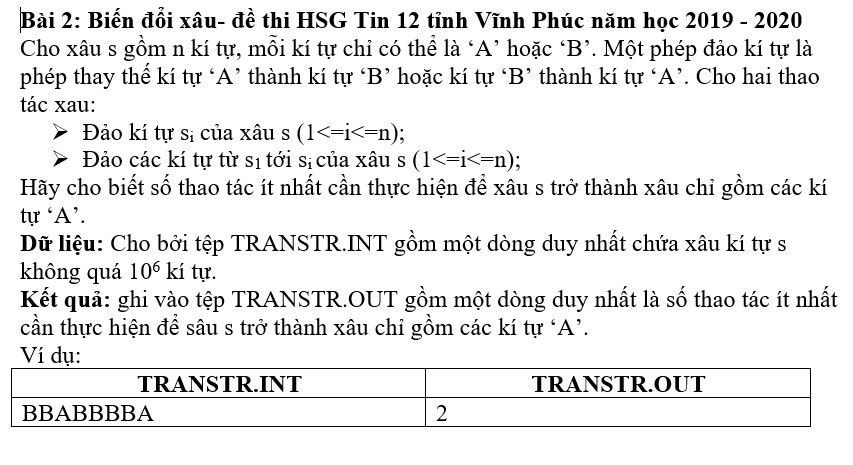 Bài 2: Biến đổi xâu- đề thi HSG Tin 12 tỉnh Vĩnh Phúc năm học 2019 - 2020
Cho xâu s gồm n kí tự, mỗi kí tự chỉ có thể là ‘A’ hoặc ‘B’. Một phép đảo kí tự là
phép thay thế kí tự ‘A’ thành kí tự ‘B’ hoặc kí tự ‘B’ thành kí tự ‘A’. Cho hai thao
tác xau:
➢ Đảo kí tự sᵢ của xâu s (1<=i<=n);
➢ Đảo các kí tự từ s₁ tới sᵢ của xâu s (1<=i<=n);
Hãy cho biết số thao tác ít nhất cần thực hiện để xâu s trở thành xâu chỉ gồm các kí
tự ‘A’.
Dữ liệu: Cho bởi tệp TRANSTR.INT gồm một dòng duy nhất chứa xâu kí tự s
không quá 10⁶ kí tự.
Kết quả: ghi vào tệp TRANSTR.OUT gồm một dòng duy nhất là số thao tác ít nhất
cần thực hiện để sâu s trở thành xâu chỉ gồm các kí tự ‘A’.
Ví dụ:
TRANSTR.INT TRANSTR.OUT
BBABBBBA 2